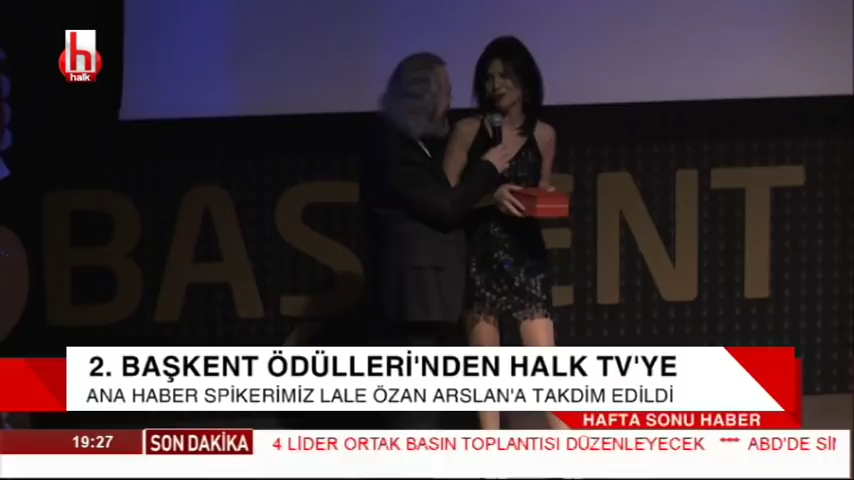 h
halk
BAŞKENT
2. BAŞKENT ÖDÜLLERİ'NDEN HALK TV'YE
ANA HABER SPİKERİMİZ LALE ÖZAN ARSLAN'A TAKDİM EDİLDİ
HAFTA SONU HABER
19:27 SON DAKİKA 4 LİDER ORTAK BASIN TOPLANTISI DÜZENLEYECEK *** ABD'DE